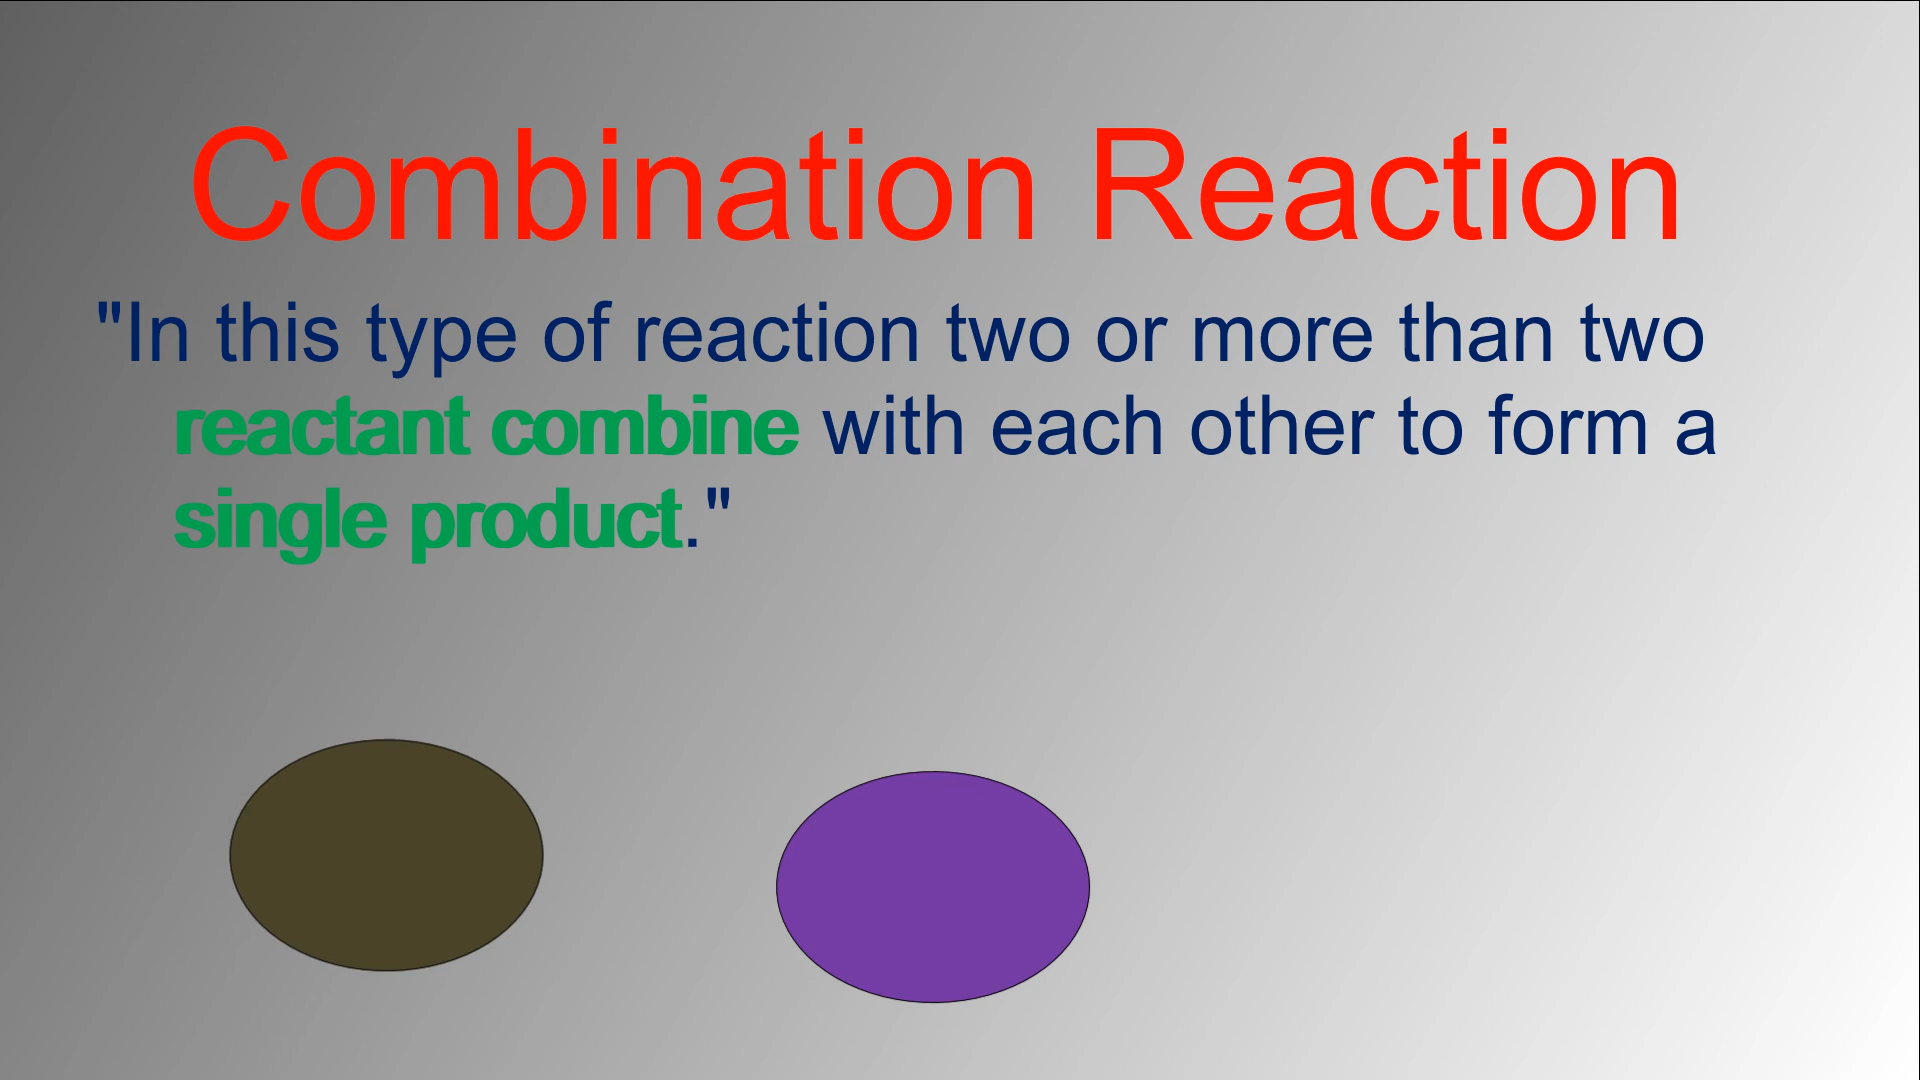 Combination Reaction
"In this type of reaction two or more than two
reactant combine with each other to form a
single product."